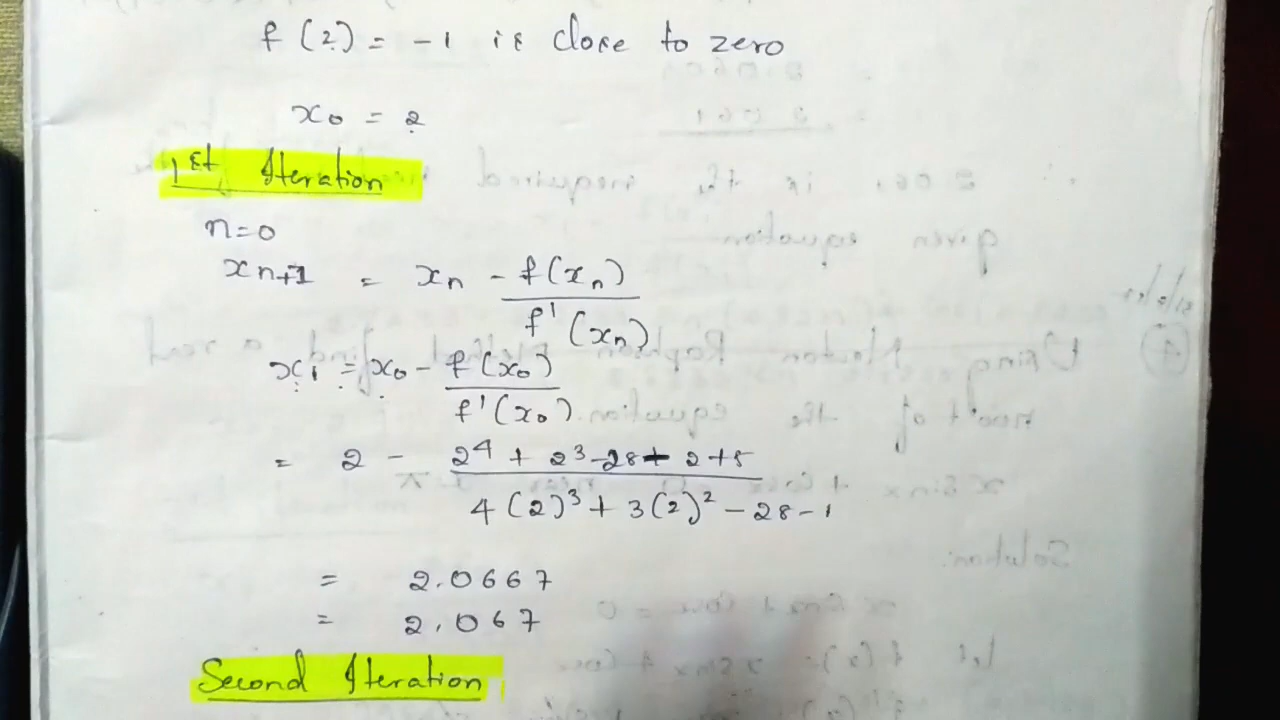 f (2) = -1 is close to zero
x₀ = 2
1st Iteration
n=0
xₙ₊₁ = xₙ - f(xₙ) / f'(xₙ)
x₁ = x₀ - f(x₀) / f'(x₀)
= 2 - 2⁴ + 2³-28+ 2+5 / 4(2)³ + 3(2)² - 28-1
= 2.0667
= 2.067
Second Iteration